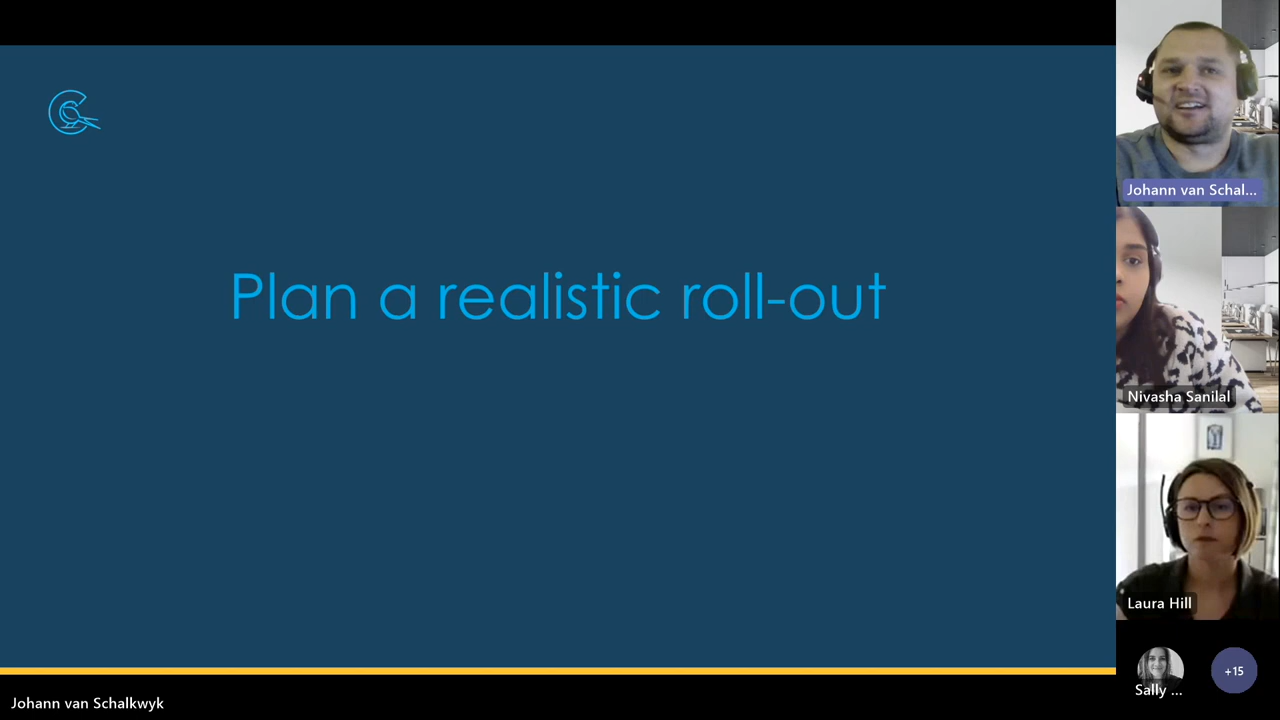 Plan a realistic roll-out
Johann van Schal...
Nivasha Sanilal
Laura Hill
Sally ...
+15
Johann van Schalkwyk